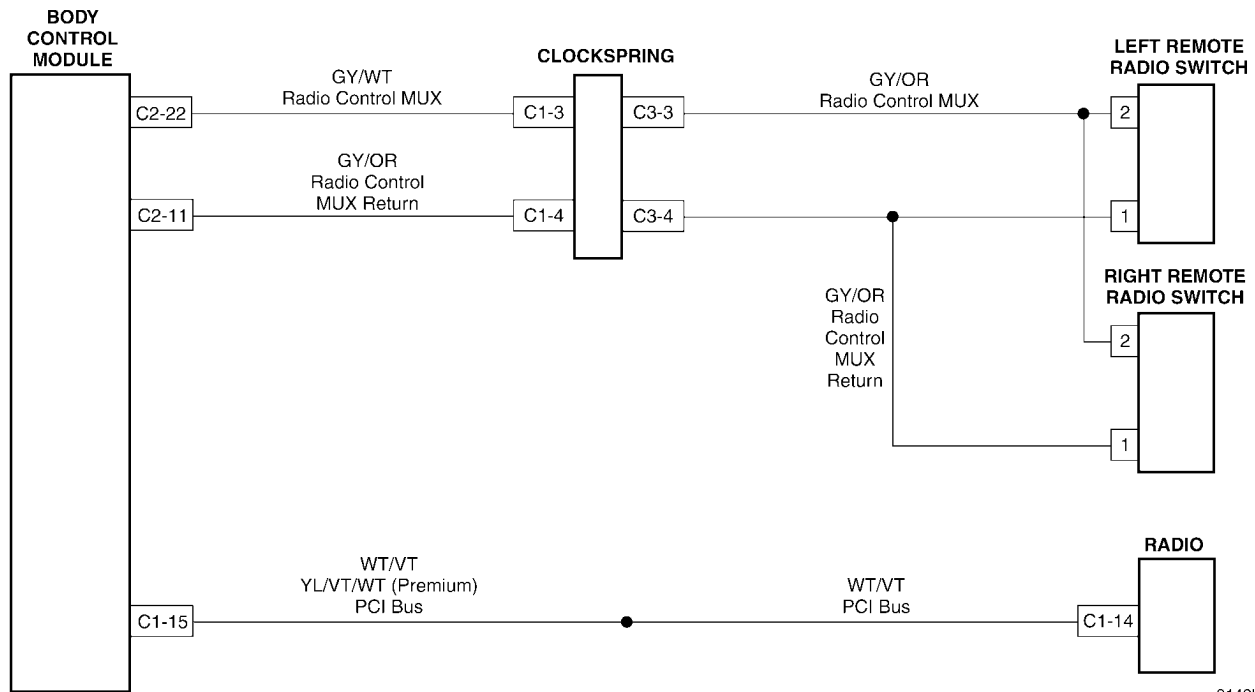 BODY
CONTROL
MODULE
CLOCKSPRING
LEFT REMOTE
RADIO SWITCH
GY/WT
Radio Control MUX
GY/OR
Radio Control MUX
C2-22
C1-3
C3-3
2
GY/OR
Radio Control
MUX Return
C2-11
C1-4
C3-4
1
RIGHT REMOTE
RADIO SWITCH
GY/OR
Radio
Control
MUX
Return
2
1
RADIO
WT/VT
YL/VT/WT (Premium)
PCI Bus
WT/VT
PCI Bus
C1-15
C1-14